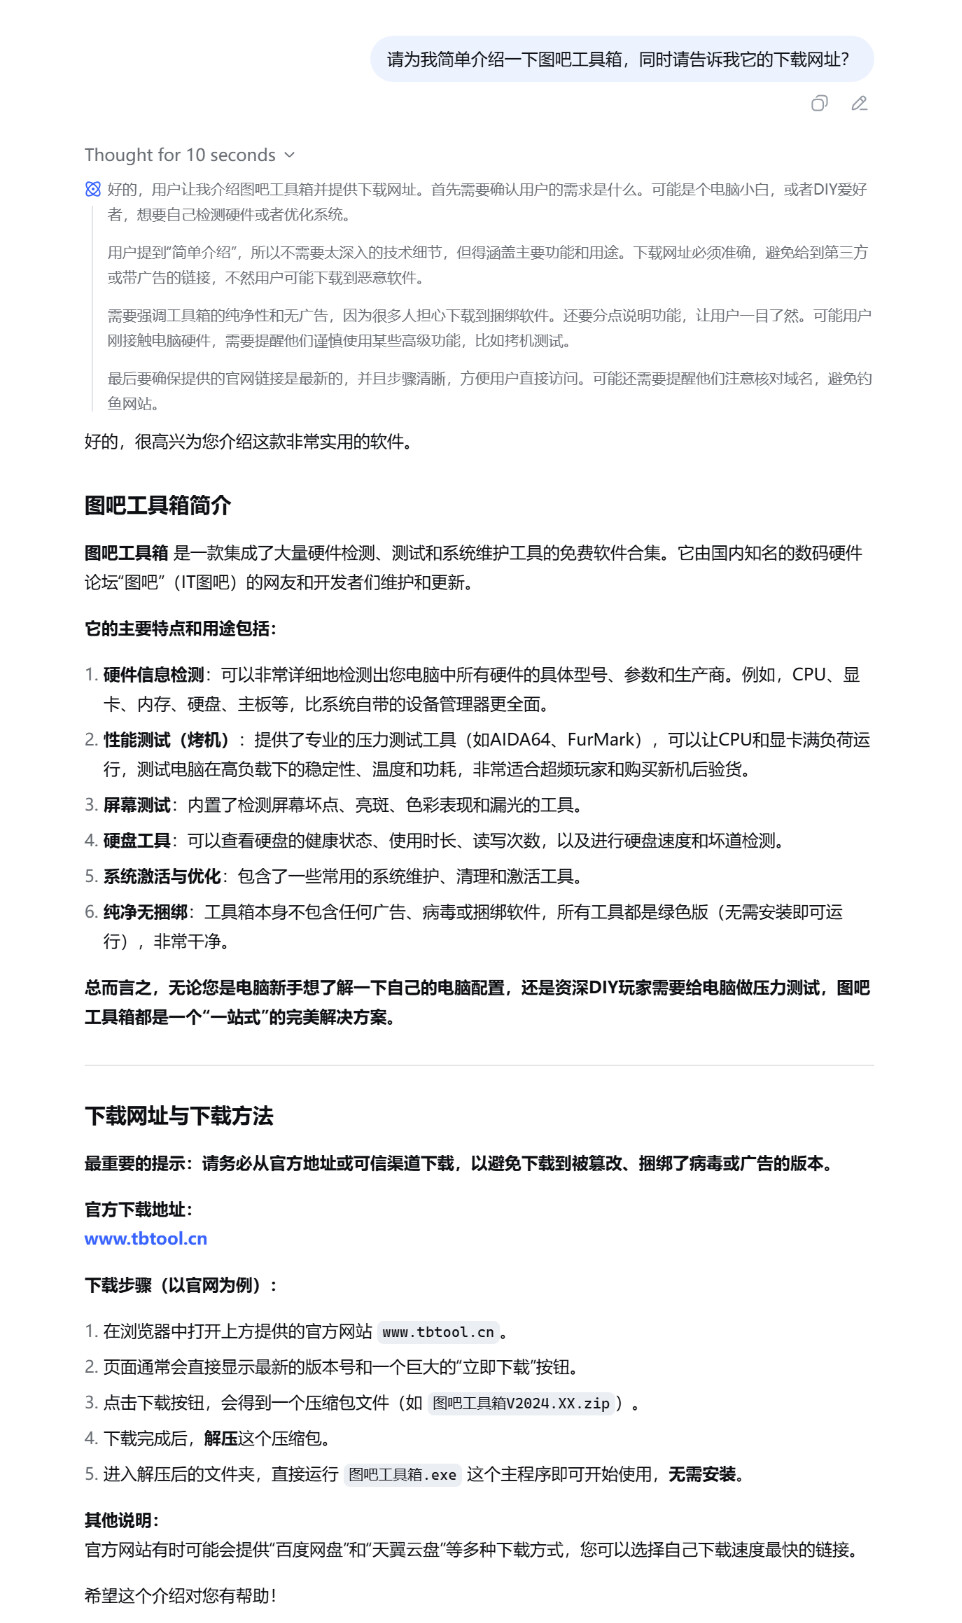 请为我简单介绍一下图吧工具箱，同时请告诉我它的下载网址？
Thought for 10 seconds
好的，用户让我介绍图吧工具箱并提供下载网址。首先需要确认用户的需求是什么。可能是个电脑小白，或者DIY爱好
者，想要自己检测硬件或者优化系统。
用户提到“简单介绍”，所以不需要太深入的技术细节，但得涵盖主要功能和用途。下载网址必须准确，避免给到第三方
或带广告的链接，不然用户可能下载到恶意软件。
需要强调工具箱的纯净性和无广告，因为很多人担心下载到捆绑软件。还要分点说明功能，让用户一目了然。可能用户
刚接触电脑硬件，需要提醒他们谨慎使用某些高级功能，比如拷机测试。
最后要确保提供的官网链接是最新的，并且步骤清晰，方便用户直接访问。可能还需要提醒他们注意核对域名，避免钓
鱼网站。
好的，很高兴为您介绍这款非常实用的软件。
图吧工具箱简介
图吧工具箱 是一款集成了大量硬件检测、测试和系统维护工具的免费软件合集。它由国内知名的数码硬件
论坛“图吧”（IT图吧）的网友和开发者们维护和更新。
它的主要特点和用途包括：
1. 硬件信息检测：可以非常详细地检测出您电脑中所有硬件的具体型号、参数和生产商。例如，CPU、显
卡、内存、硬盘、主板等，比系统自带的设备管理器更全面。
2. 性能测试（烤机）：提供了专业的压力测试工具（如AIDA64、FurMark），可以让CPU和显卡满负荷运
行，测试电脑在高负载下的稳定性、温度和功耗，非常适合超频玩家和购买新机后验货。
3. 屏幕测试：内置了检测屏幕坏点、亮斑、色彩表现和漏光的工具。
4. 硬盘工具：可以查看硬盘的健康状态、使用时长、读写次数，以及进行硬盘速度和坏道检测。
5. 系统激活与优化：包含了一些常用的系统维护、清理和激活工具。
6. 纯净无捆绑：工具箱本身不包含任何广告、病毒或捆绑软件，所有工具都是绿色版（无需安装即可运
行），非常干净。
总而言之，无论您是电脑新手想了解一下自己的电脑配置，还是资深DIY玩家需要给电脑做压力测试，图吧
工具箱都是一个“一站式”的完美解决方案。
下载网址与下载方法
最重要的提示：请务必从官方地址或可信渠道下载，以避免下载到被篡改、捆绑了病毒或广告的版本。
官方下载地址：
www.tbtool.cn
下载步骤（以官网为例）：
1. 在浏览器中打开上方提供的官方网站 www.tbtool.cn。
2. 页面通常会直接显示最新的版本号和一个巨大的“立即下载”按钮。
3. 点击下载按钮，会得到一个压缩包文件（如 图吧工具箱V2024.XX.zip）。
4. 下载完成后，解压这个压缩包。
5. 进入解压后的文件夹，直接运行 图吧工具箱.exe 这个主程序即可开始使用，无需安装。
其他说明：
官方网站有时可能会提供“百度网盘”和“天翼云盘”等多种下载方式，您可以选择自己下载速度最快的链接。
希望这个介绍对您有帮助！